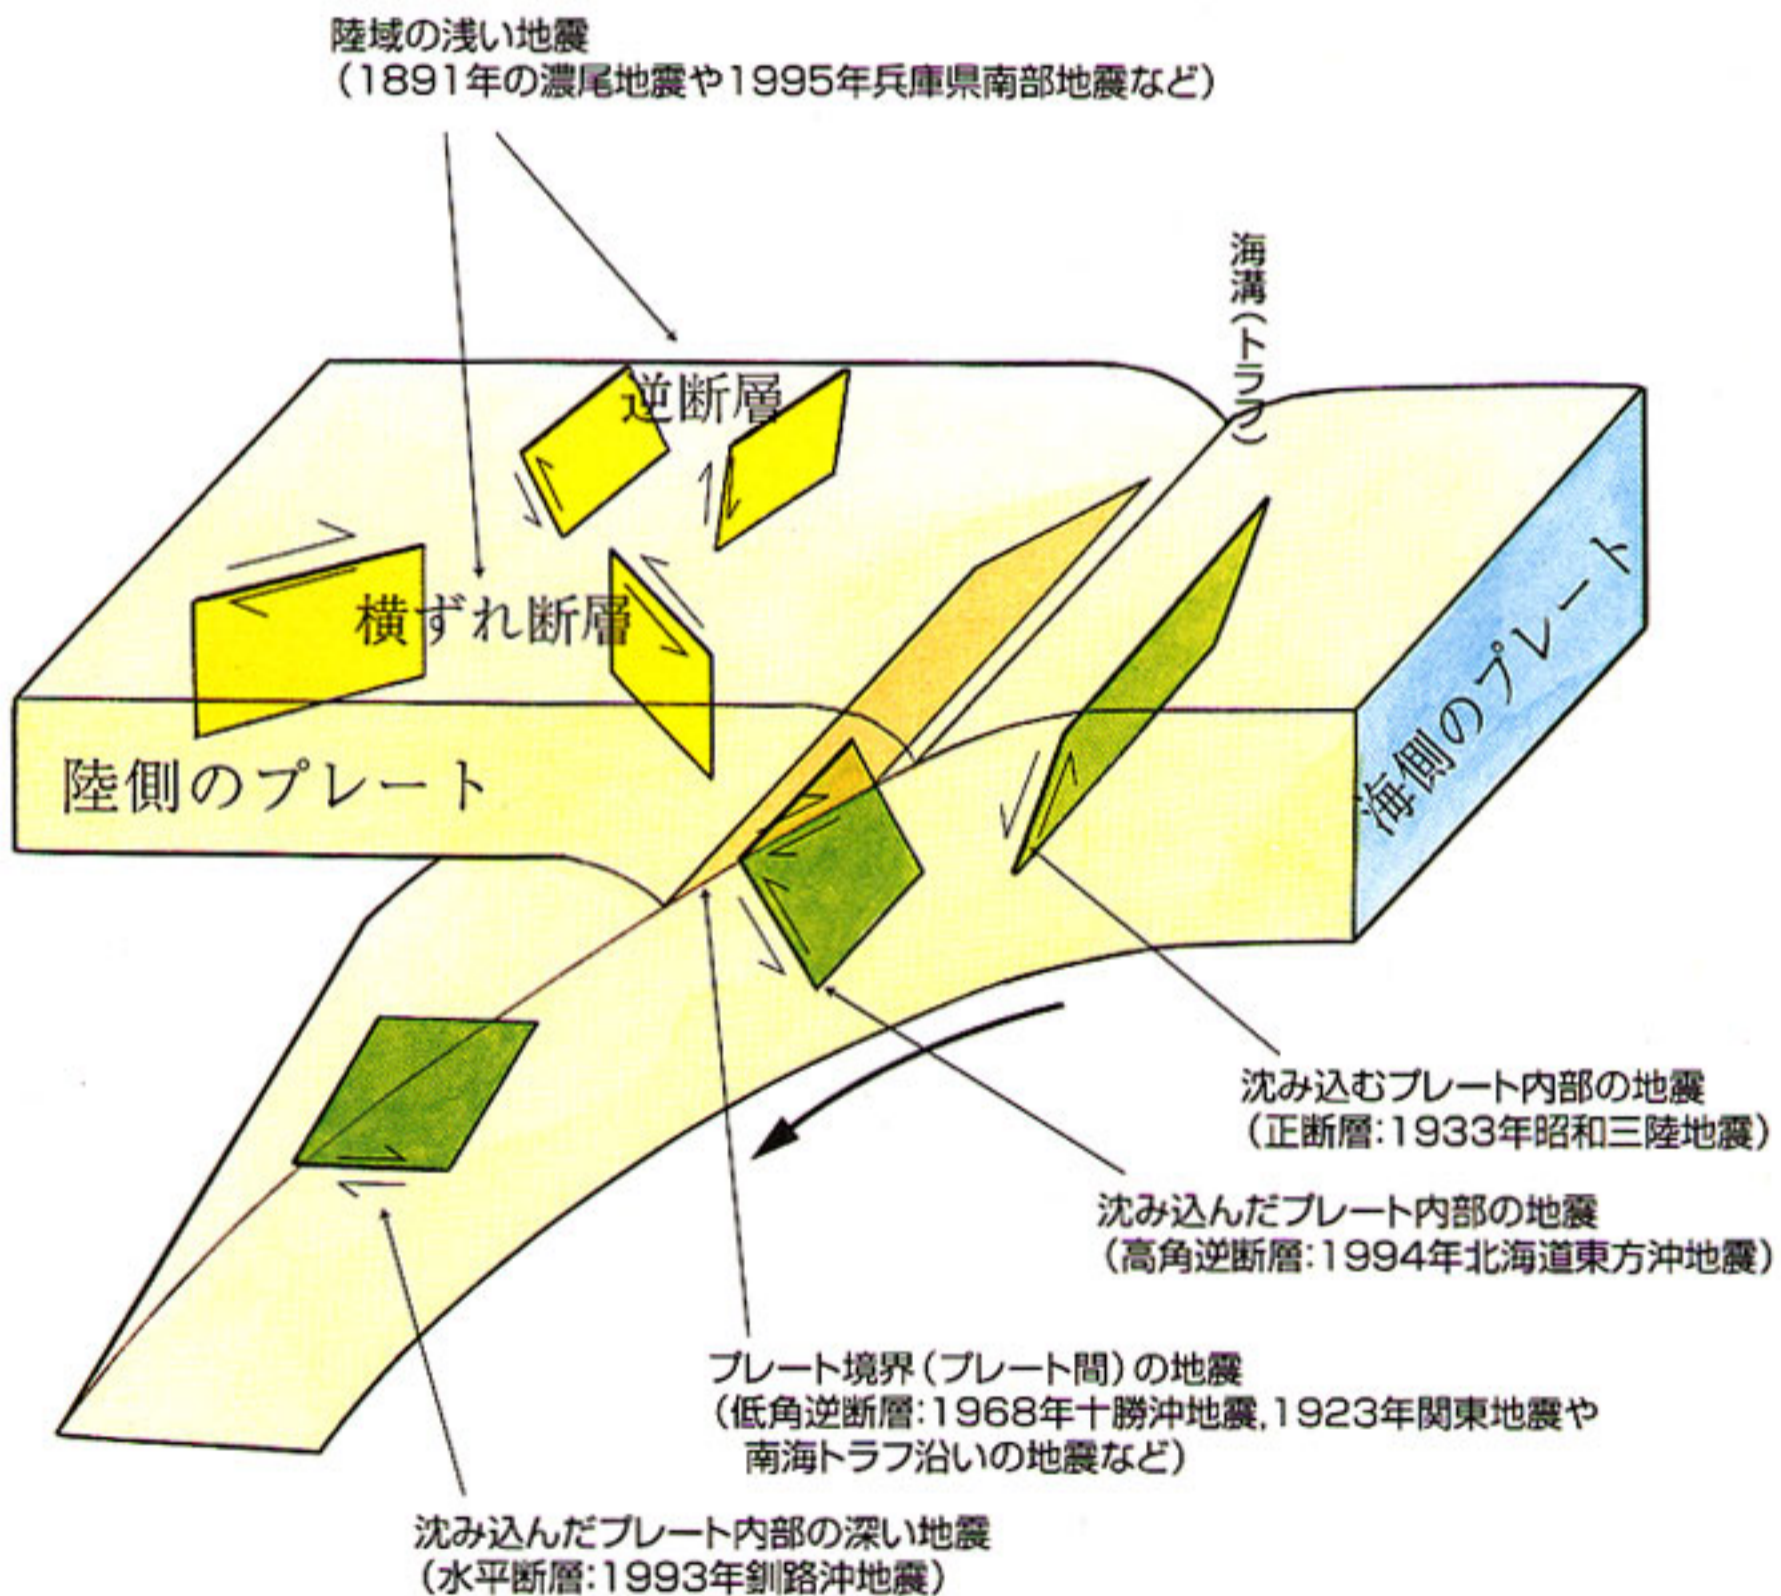 陸域の浅い地震
（1891年の濃尾地震や1995年兵庫県南部地震など）
海溝（トラフ）
逆断層
横ずれ断層
陸側のプレート
海側のプレート
沈み込むプレート内部の地震
（正断層：1933年昭和三陸地震）
沈み込んだプレート内部の地震
（高角逆断層：1994年北海道東方沖地震）
プレート境界（プレート間）の地震
（低角逆断層：1968年十勝沖地震，1923年関東地震や
南海トラフ沿いの地震など）
沈み込んだプレート内部の深い地震
（水平断層：1993年釧路沖地震）